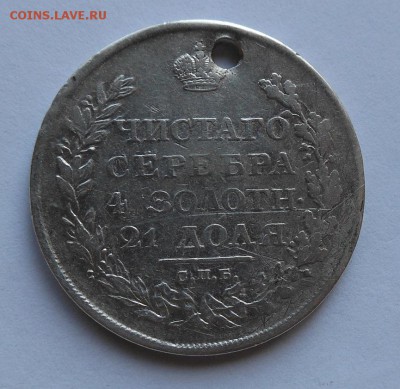 COINS.LAVE.RU
ЧИСТАГО
СЕРЕБРА
4 ЗОЛОТН.
21 ДОЛЯ
С.П.Б.